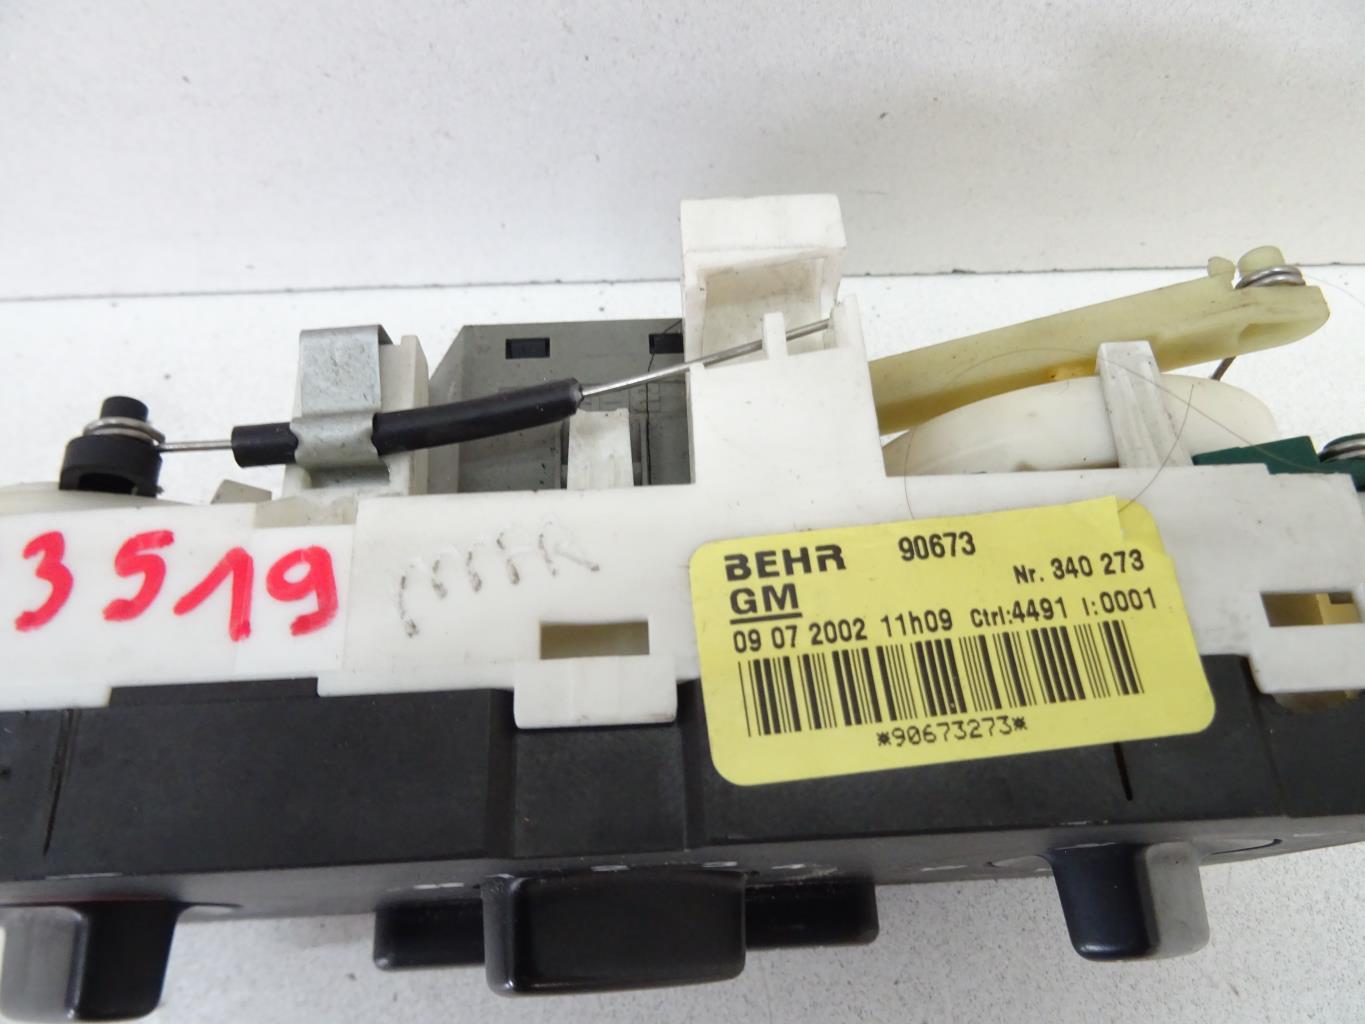 3519
BEHR 90673
GM Nr. 340 273
09 07 2002 11h09 Ctrl:4491 I:0001
*90673273*